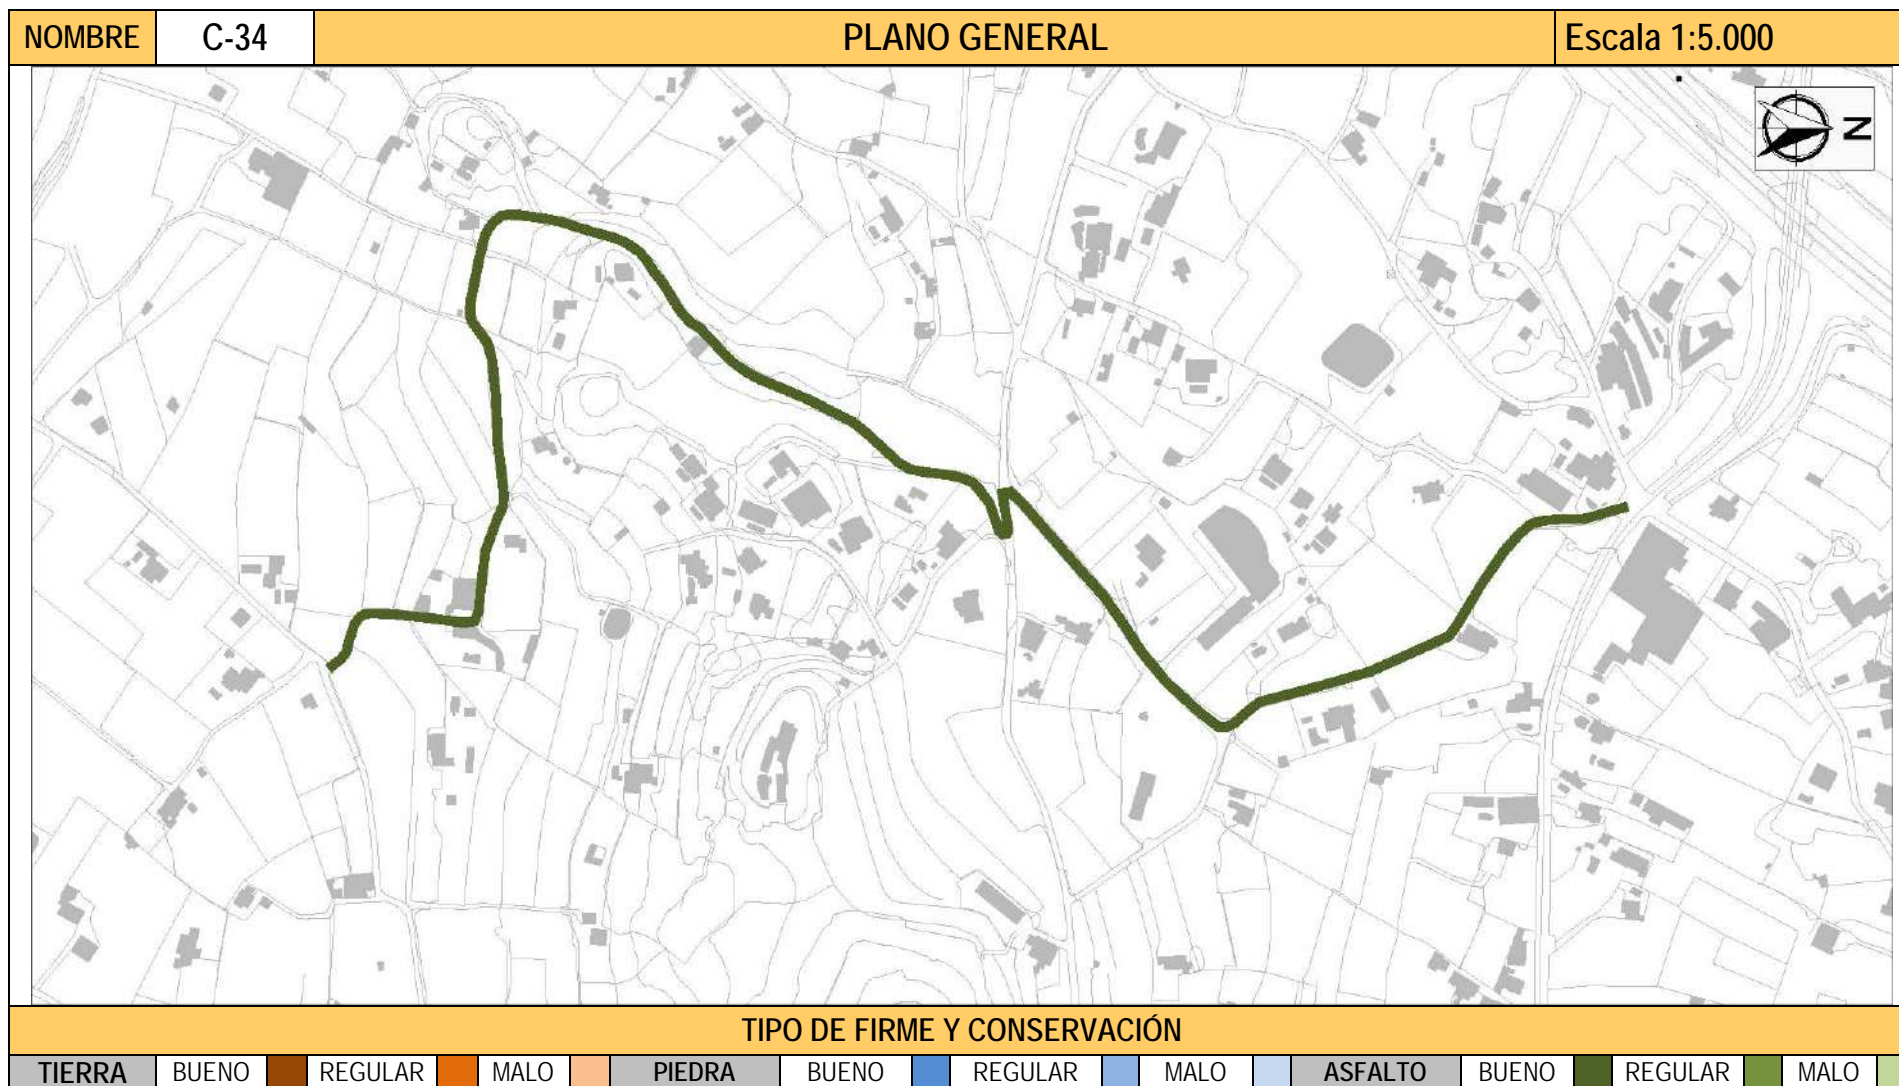 NOMBRE C-34 PLANO GENERAL Escala 1:5.000
N
TIPO DE FIRME Y CONSERVACIÓN
TIERRA BUENO REGULAR MALO PIEDRA BUENO REGULAR MALO ASFALTO BUENO REGULAR MALO